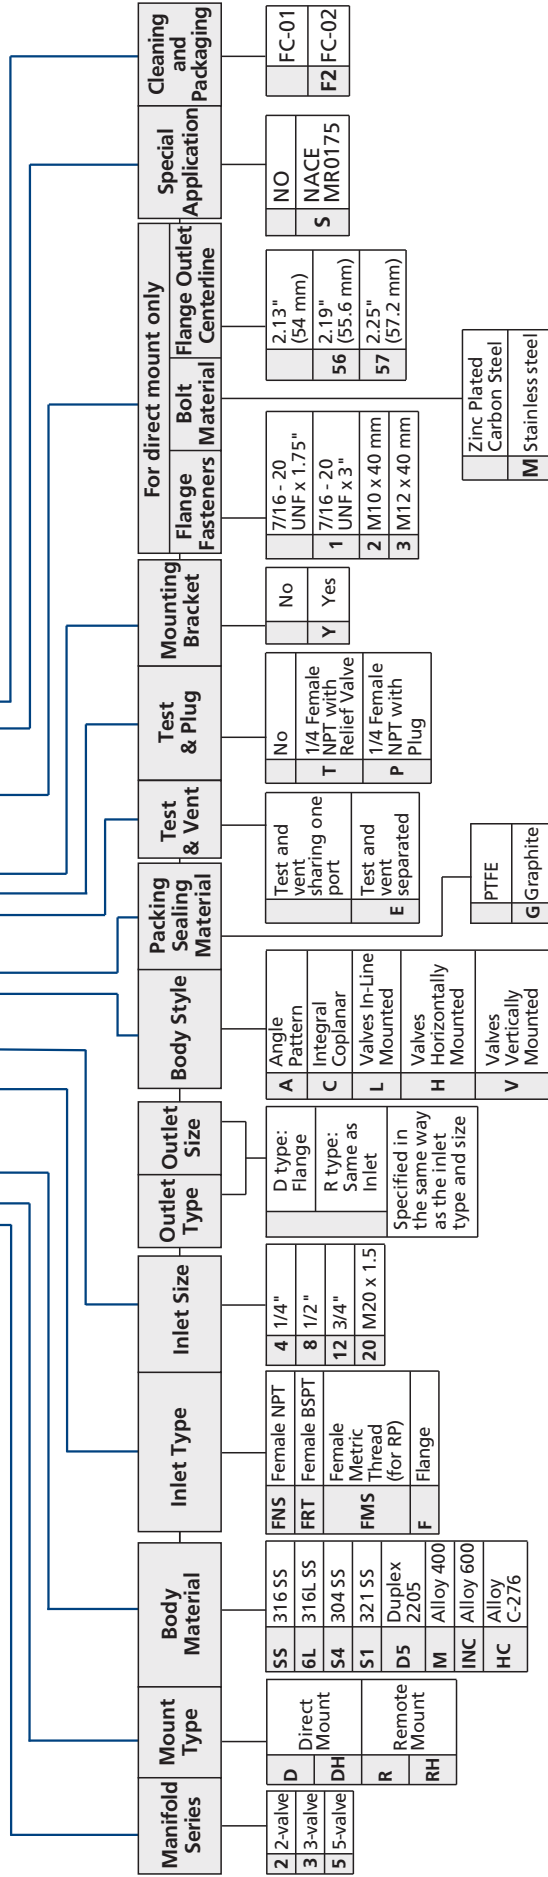 Manifold
Series
2 2-valve
3 3-valve
5 5-valve
Mount
Type
D
DH
Direct
Mount
R
RH
Remote
Mount
Body
Material
SS 316 SS
6L 316L SS
S4 304 SS
S1 321 SS
D5 Duplex
2205
M Alloy 400
INC Alloy 600
HC Alloy
C-276
Inlet Type
FNS Female NPT
FRT Female BSPT
FMS Female
Metric
Thread
(for RP)
F Flange
Inlet Size
4 1/4"
8 1/2"
12 3/4"
20 M20 x 1.5
Outlet
Type
Outlet
Size
D type:
Flange
R type:
Same as
Inlet
Specified in
the same way
as the inlet
type and size
Body Style
A Angle
Pattern
C Integral
Coplanar
L Valves In-Line
Mounted
H Valves
Horizontally
Mounted
V Valves
Vertically
Mounted
Packing
Sealing
Material
PTFE
G Graphite
Test
& Vent
Test and
vent
sharing one
port
E Test and
vent
separated
Test
& Plug
No
T 1/4 Female
NPT with
Relief Valve
P 1/4 Female
NPT with
Plug
Mounting
Bracket
No
Y Yes
For direct mount only
Flange
Fasteners
7/16 - 20
UNF x 1.75"
1 7/16 - 20
UNF x 3"
2 M10 x 40 mm
3 M12 x 40 mm
Bolt
Material
Zinc Plated
Carbon Steel
M Stainless steel
Flange Outlet
Centerline
2.13"
(54 mm)
56 2.19"
(55.6 mm)
57 2.25"
(57.2 mm)
Special
Application
NO
S NACE
MR0175
Cleaning
and
Packaging
FC-01
F2 FC-02